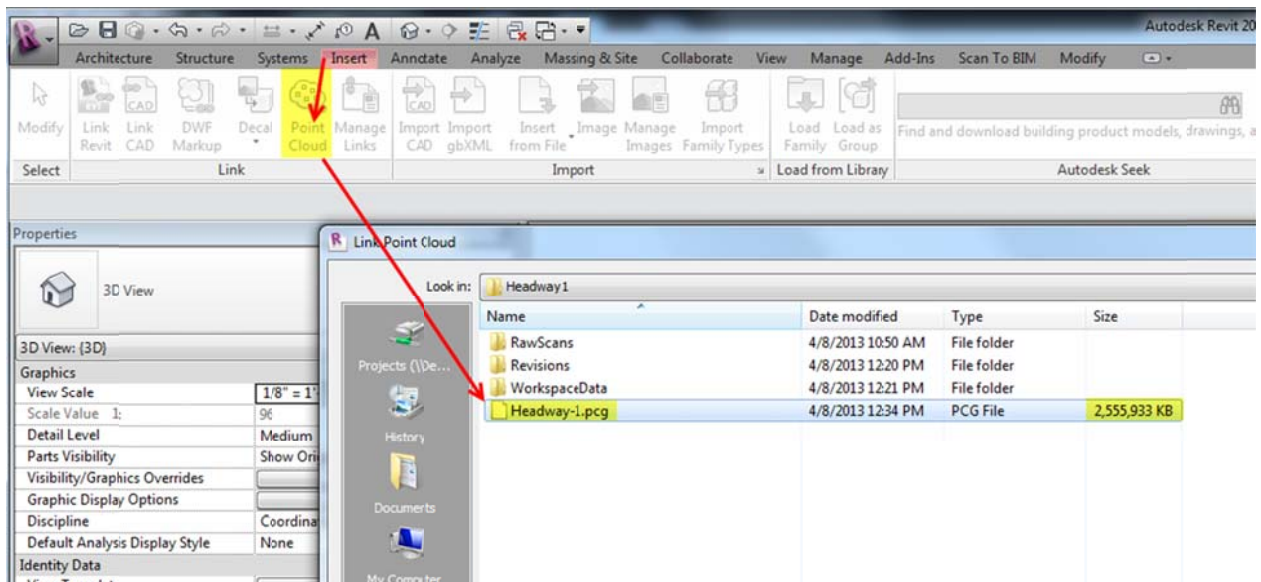 Autodesk Revit 20
Architecture Structure Systems Insert Annotate Analyze Massing & Site Collaborate View Manage Add-Ins Scan To BIM Modify
Modify Link Revit Link CAD DWF Markup Decal Point Cloud Manage Links Import CAD Import gbXML Insert from File Image Manage Images Import Family Types Load Family Load as Group Find and download building product models, drawings, a
Select Link Import Load from Library Autodesk Seek
Properties
Link Point Cloud
3D View
Look in: Headway1
Name Date modified Type Size
RawScans 4/8/2013 10:50 AM File folder
Revisions 4/8/2013 12:20 PM File folder
WorkspaceData 4/8/2013 12:21 PM File folder
Headway-1.pcg 4/8/2013 12:34 PM PCG File 2,555,933 KB
Projects (\\De...
History
Documents
My Computer
3D View: {3D}
Graphics
View Scale 1/8" = 1'
Scale Value 1: 96
Detail Level Medium
Parts Visibility Show Ori
Visibility/Graphics Overrides
Graphic Display Options
Discipline Coordina
Default Analysis Display Style None
Identity Data